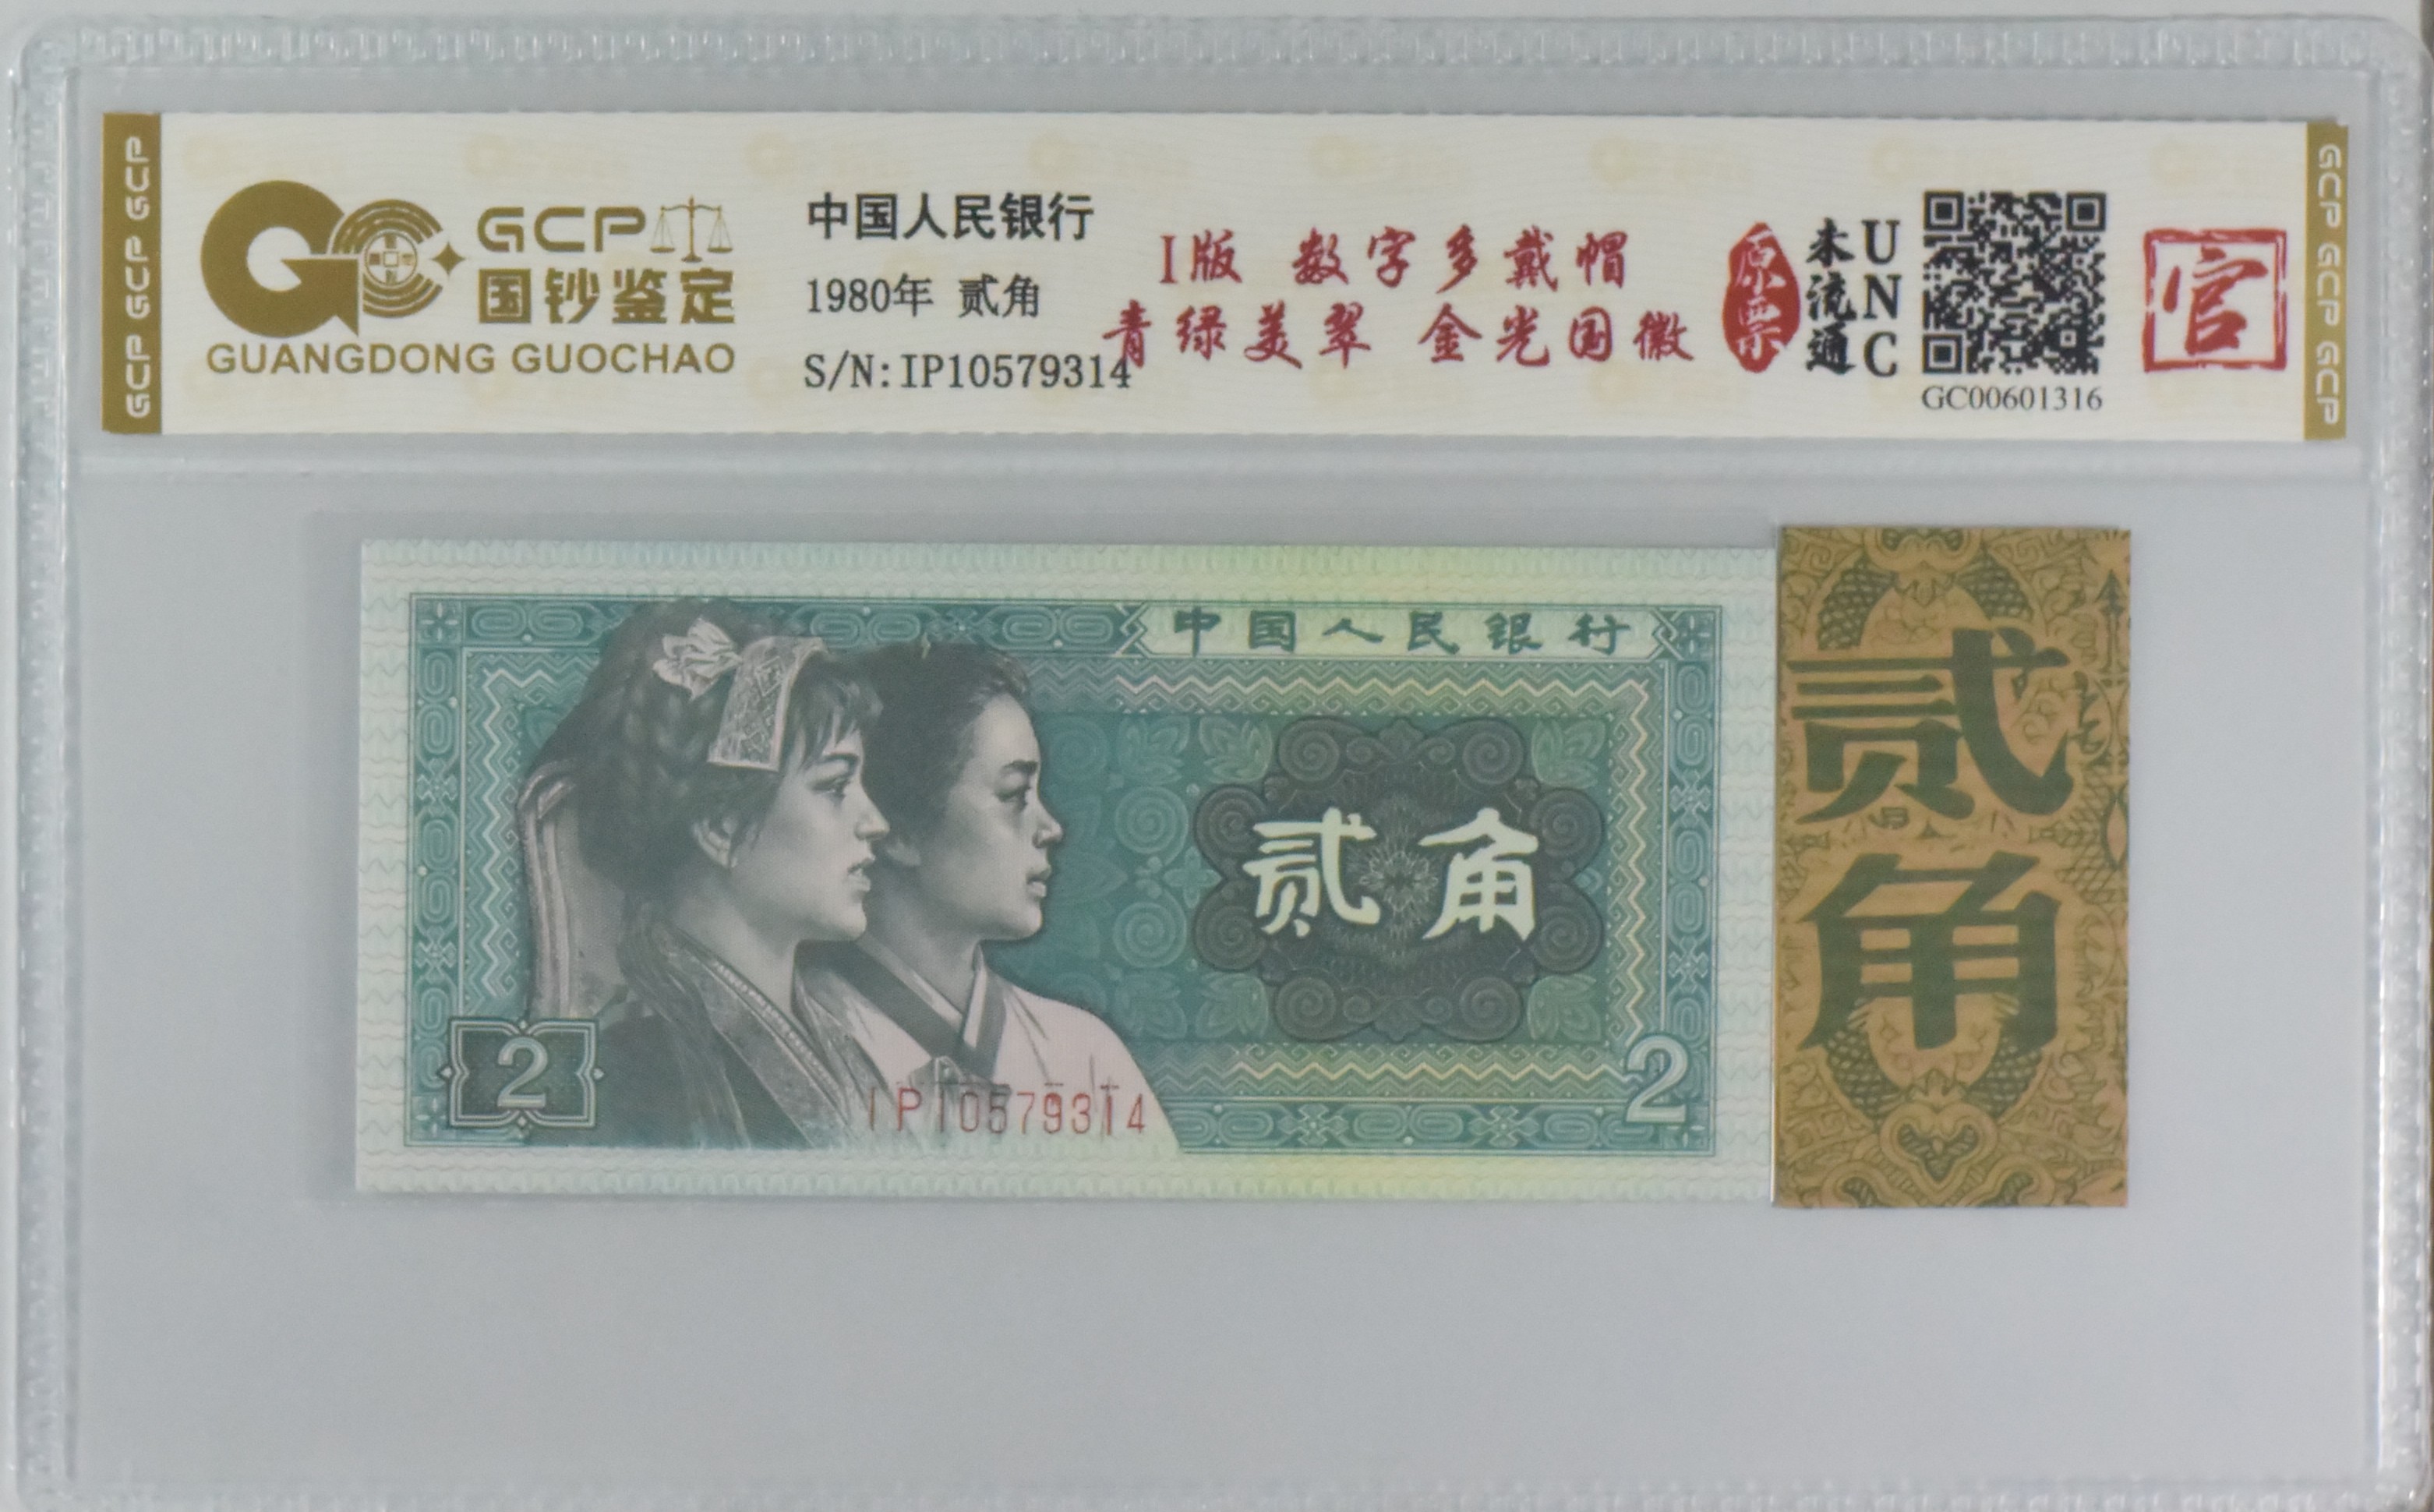 GCP GCP GCP
GCP
国钞鉴定
GUANGDONG GUOCHAO
中国人民银行
1980年 贰角
S/N:IP10579314
I版 数字多戴帽
青绿美翠 金光国徽
原票
未流通
UNC
GC00601316
官
GCP GCP GCP
中国人民银行
贰角
2
IP10579314
2
贰角